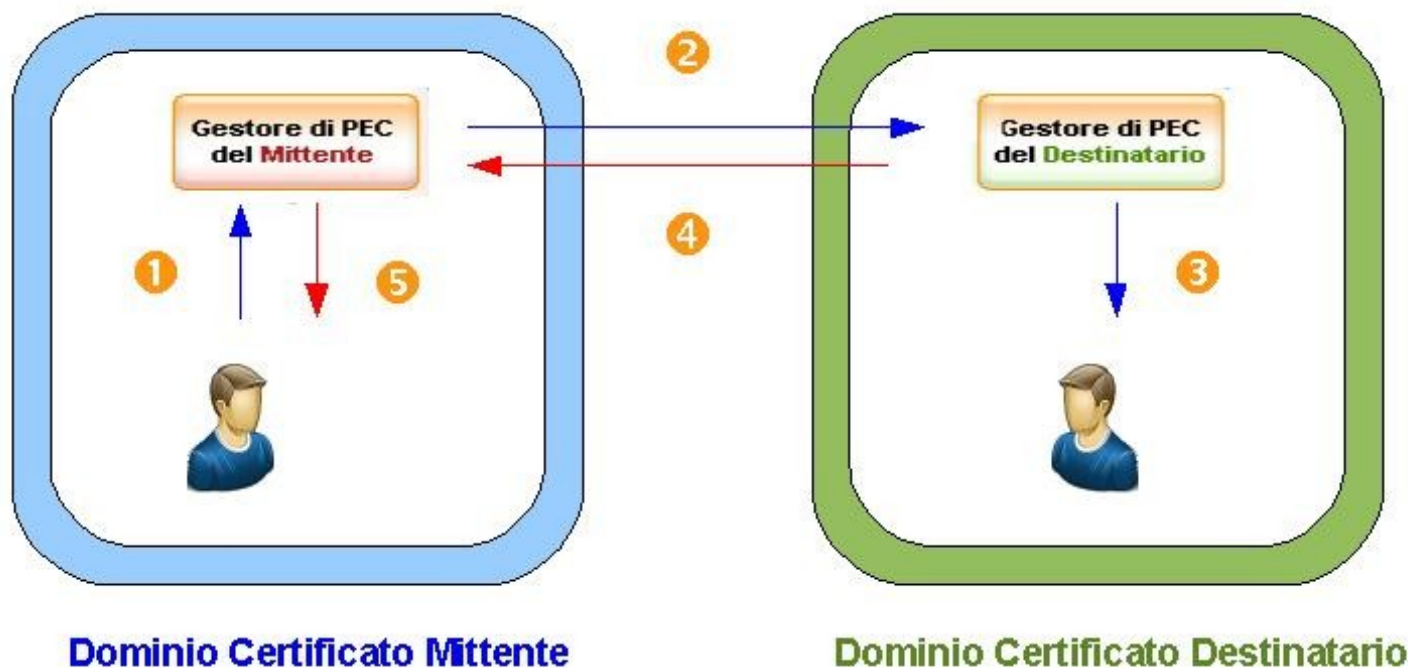 2
Gestore di PEC
del Mittente
Gestore di PEC
del Destinatario
4
1
5
3
Dominio Certificato Mittente
Dominio Certificato Destinatario